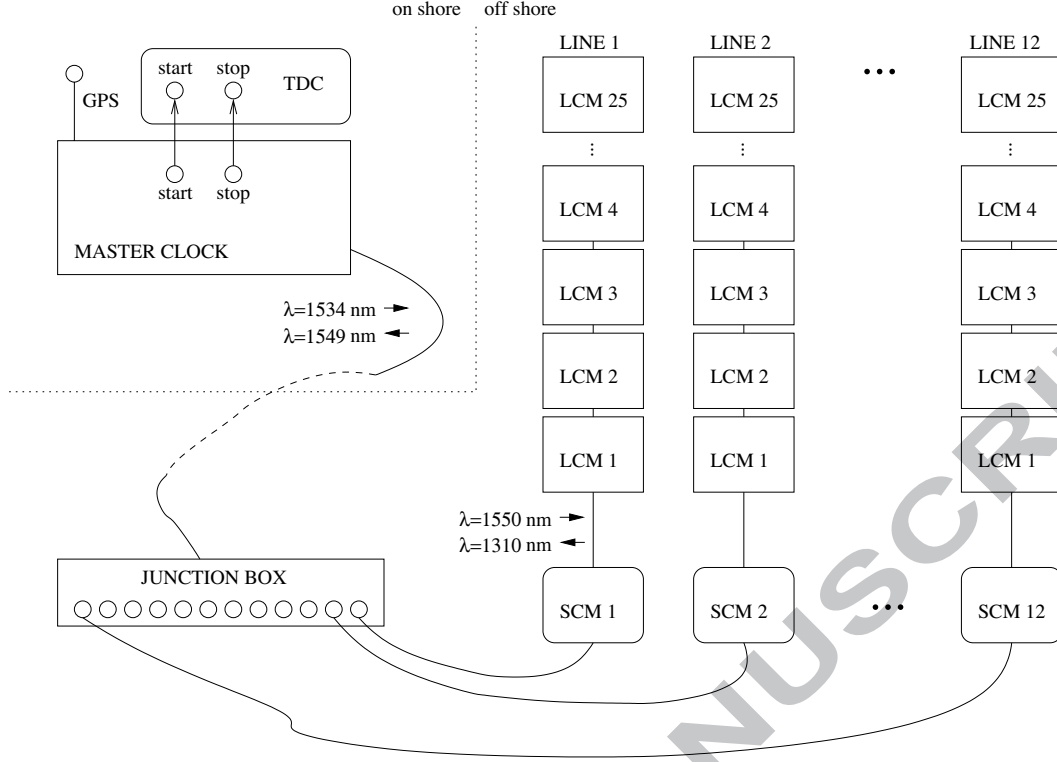 on shore off shore
LINE 1 LINE 2 LINE 12
start stop TDC
GPS
start stop
MASTER CLOCK
LCM 25 LCM 25 ... LCM 25
... ... ...
LCM 4 LCM 4 LCM 4
LCM 3 LCM 3 LCM 3
λ=1534 nm
λ=1549 nm
LCM 2 LCM 2 LCM 2
LCM 1 LCM 1 LCM 1
λ=1550 nm
λ=1310 nm
JUNCTION BOX
SCM 1 SCM 2 ... SCM 12
NUSCRI